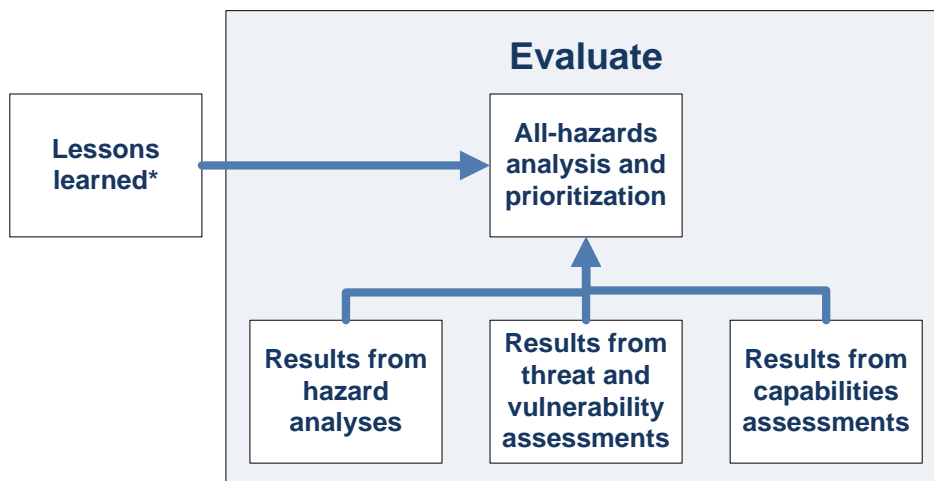 Evaluate
Lessons
learned*
All-hazards
analysis and
prioritization
Results from
hazard
analyses
Results from
threat and
vulnerability
assessments
Results from
capabilities
assessments